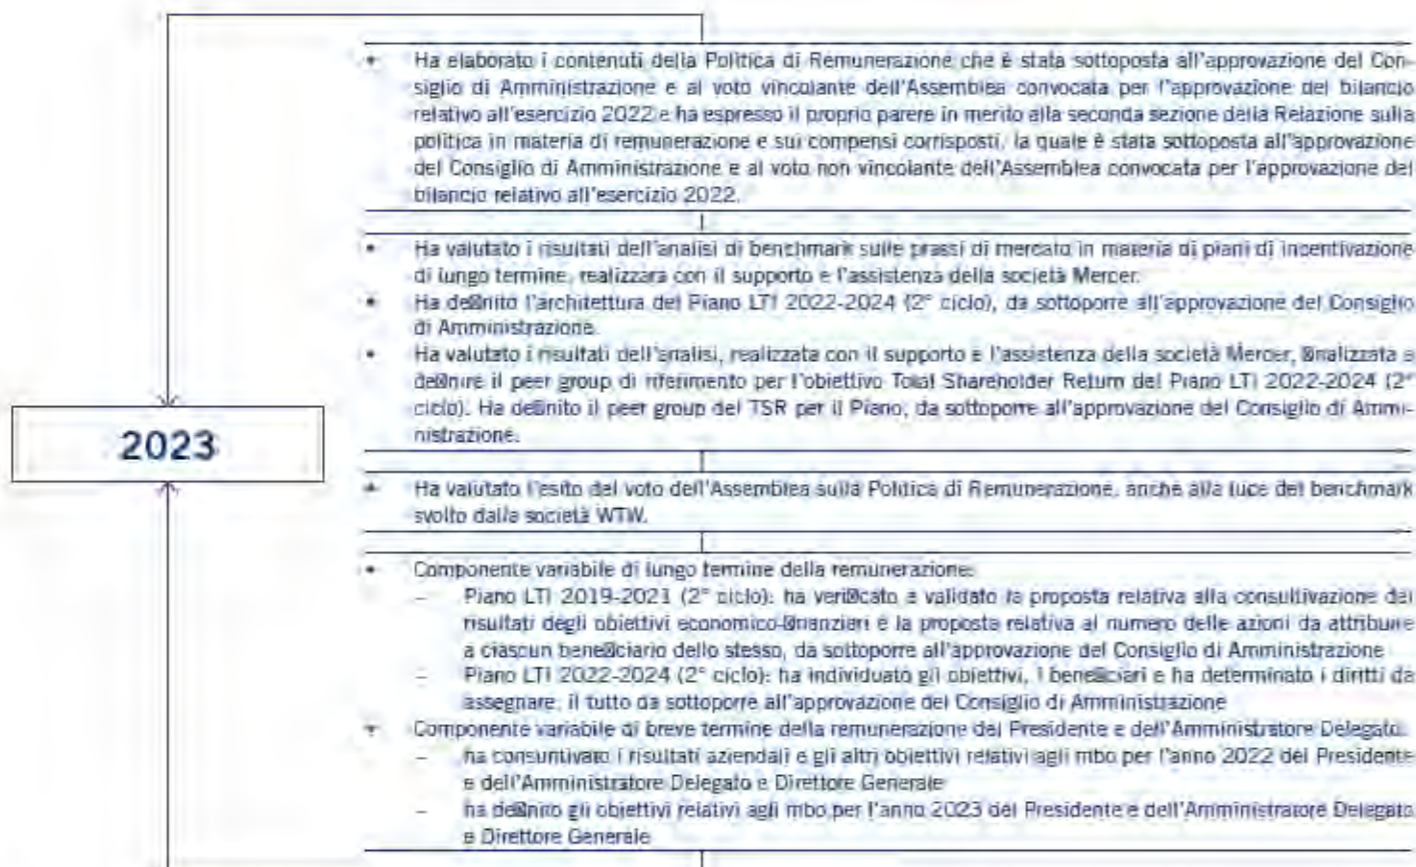 • Ha elaborato i contenuti della Politica di Remunerazione che è stata sottoposta all'approvazione del Con-
siglio di Amministrazione e al voto vincolante dell'Assemblea convocata per l'approvazione del bilancio
relativo all'esercizio 2022 e ha espresso il proprio parere in merito alla seconda sezione della Relazione sulla
politica in materia di remunerazione e sui compensi corrisposti, la quale è stata sottoposta all'approvazione
del Consiglio di Amministrazione e al voto non vincolante dell'Assemblea convocata per l'approvazione del
bilancio relativo all'esercizio 2022.
• Ha valutato i risultati dell'analisi di benchmark sulle prassi di mercato in materia di piani di incentivazione
di lungo termine, realizzara con il supporto e l'assistenza della società Mercer.
• Ha definito l'architettura del Piano LTI 2022-2024 (2° ciclo), da sottoporre all'approvazione del Consiglio
di Amministrazione.
• Ha valutato i risultati dell'analisi, realizzata con il supporto e l'assistenza della società Mercer, finalizzata a
definire il peer group di riferimento per l'obiettivo Total Shareholder Return del Piano LTI 2022-2024 (2°
ciclo). Ha definito il peer group del TSR per il Piano, da sottoporre all'approvazione del Consiglio di Ammi-
nistrazione.
2023
• Ha valutato l'esito del voto dell'Assemblea sulla Politica di Remunerazione, anche alla luce del benchmark
svolto dalla società WTW.
• Componente variabile di lungo termine della remunerazione:
– Piano LTI 2019-2021 (2° ciclo): ha verificato e validato la proposta relativa alla consultivazione dei
risultati degli obiettivi economico-finanzieri e la proposta relativa al numero delle azioni da attribuire
a ciascun beneficiario dello stesso, da sottoporre all'approvazione del Consiglio di Amministrazione
– Piano LTI 2022-2024 (2° ciclo): ha individuato gli obiettivi, i beneficiari e ha determinato i diritti da
assegnare, il tutto da sottoporre all'approvazione del Consiglio di Amministrazione
• Componente variabile di breve termine della remunerazione del Presidente e dell'Amministratore Delegato:
– ha consuntivato i risultati aziendali e gli altri obiettivi relativi agli mbo per l'anno 2022 del Presidente
e dell'Amministratore Delegato e Direttore Generale
– ha definito gli obiettivi relativi agli mbo per l'anno 2023 del Presidente e dell'Amministratore Delegato
e Direttore Generale